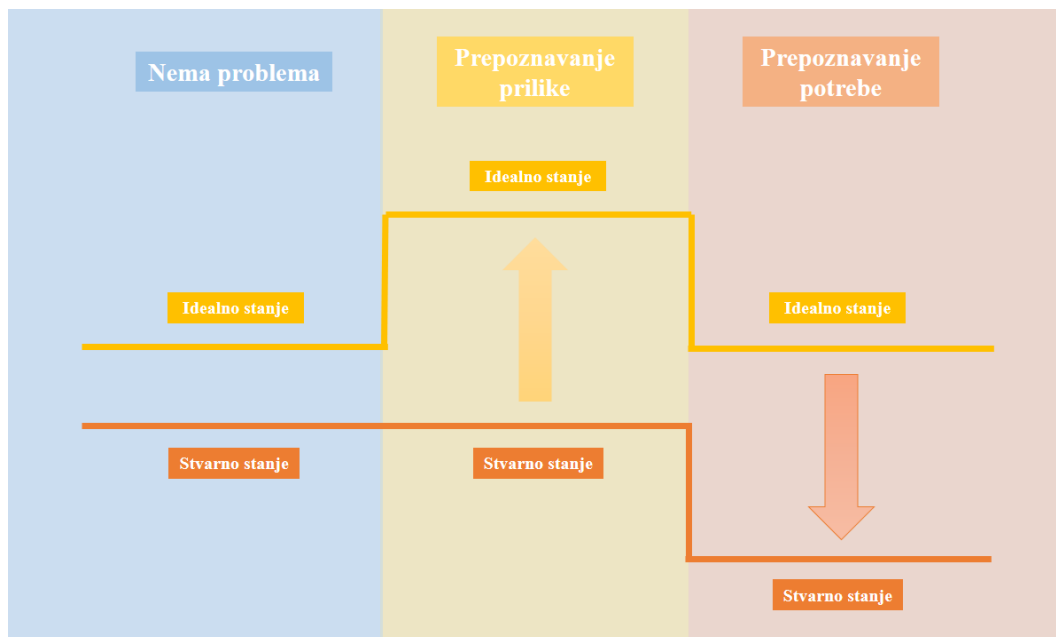 Nema problema
Prepoznavanje
prilike
Prepoznavanje
potrebe
Idealno stanje
Idealno stanje
Idealno stanje
Stvarno stanje
Stvarno stanje
Stvarno stanje